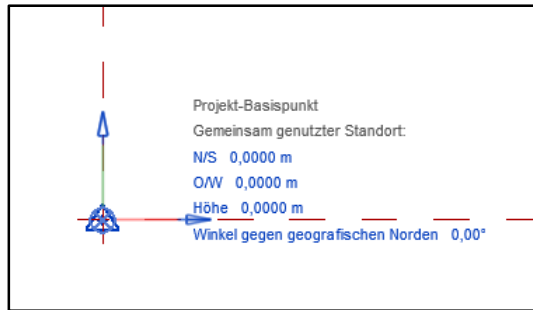 Projekt-Basispunkt
Gemeinsam genutzter Standort:
N/S 0,0000 m
O/W 0,0000 m
Höhe 0,0000 m
Winkel gegen geografischen Norden 0,00°